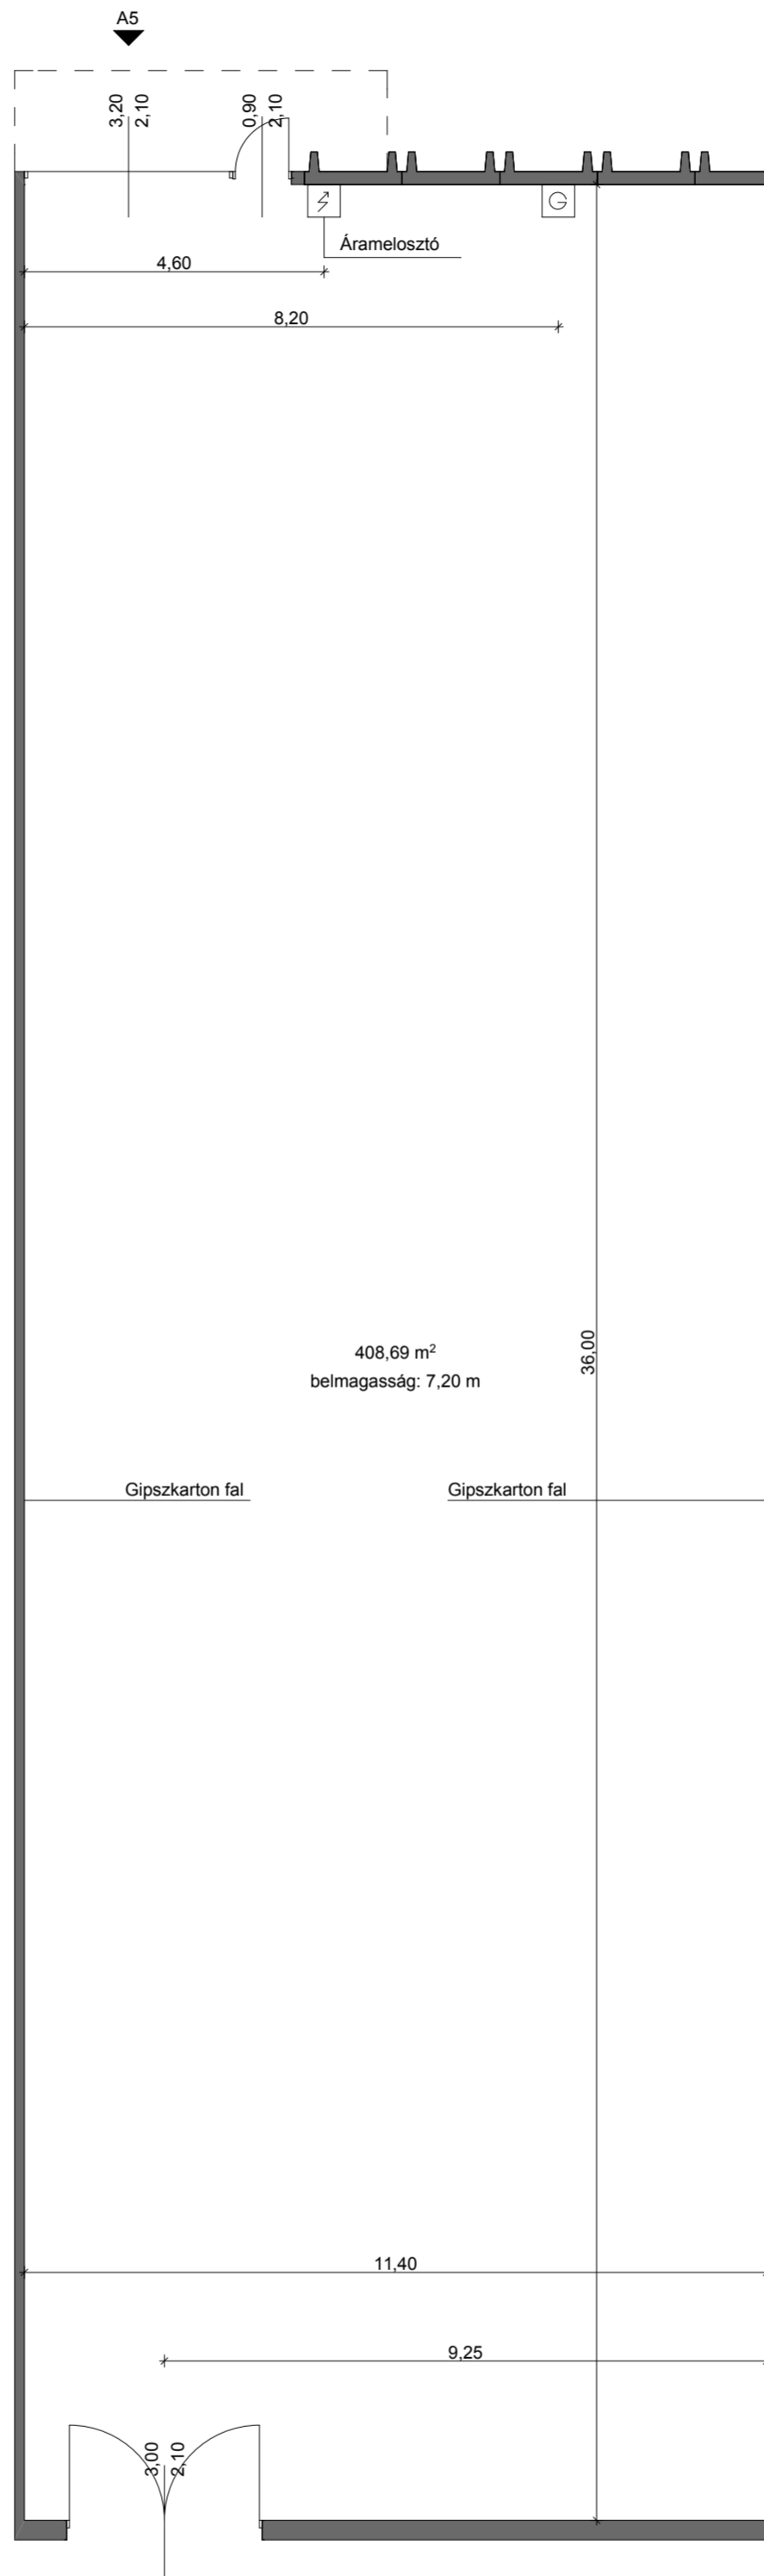 A5
3,20
2,10
0,90
2,10
G
Áramelosztó
4,60
8,20
36,00
408,69 m²
belmagasság: 7,20 m
Gipszkarton fal
Gipszkarton fal
11,40
9,25
3,00
2,10